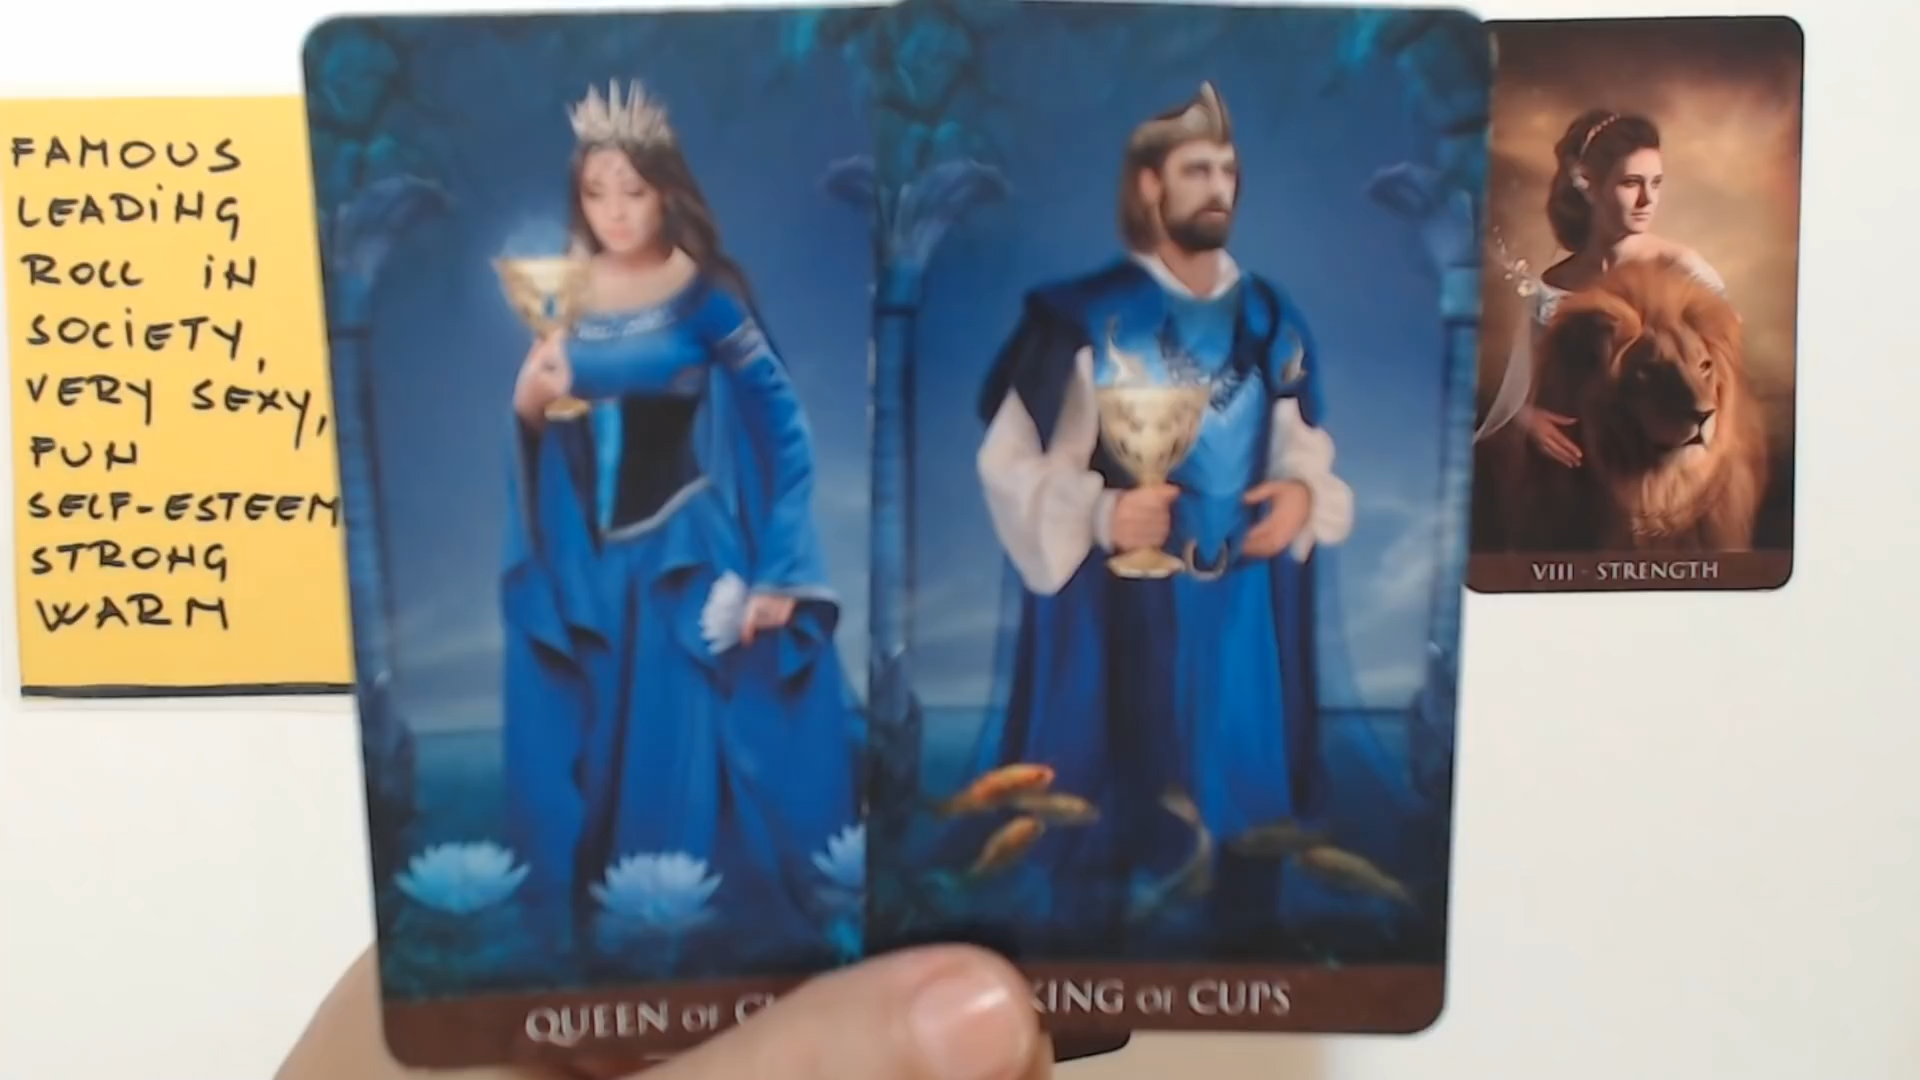 FAMOUS
LEADING
ROLL IN
SOCIETY,
VERY SEXY,
FUN
SELF-ESTEEM
STRONG
WARM
QUEEN OF
KING OF CUPS
VIII - STRENGTH